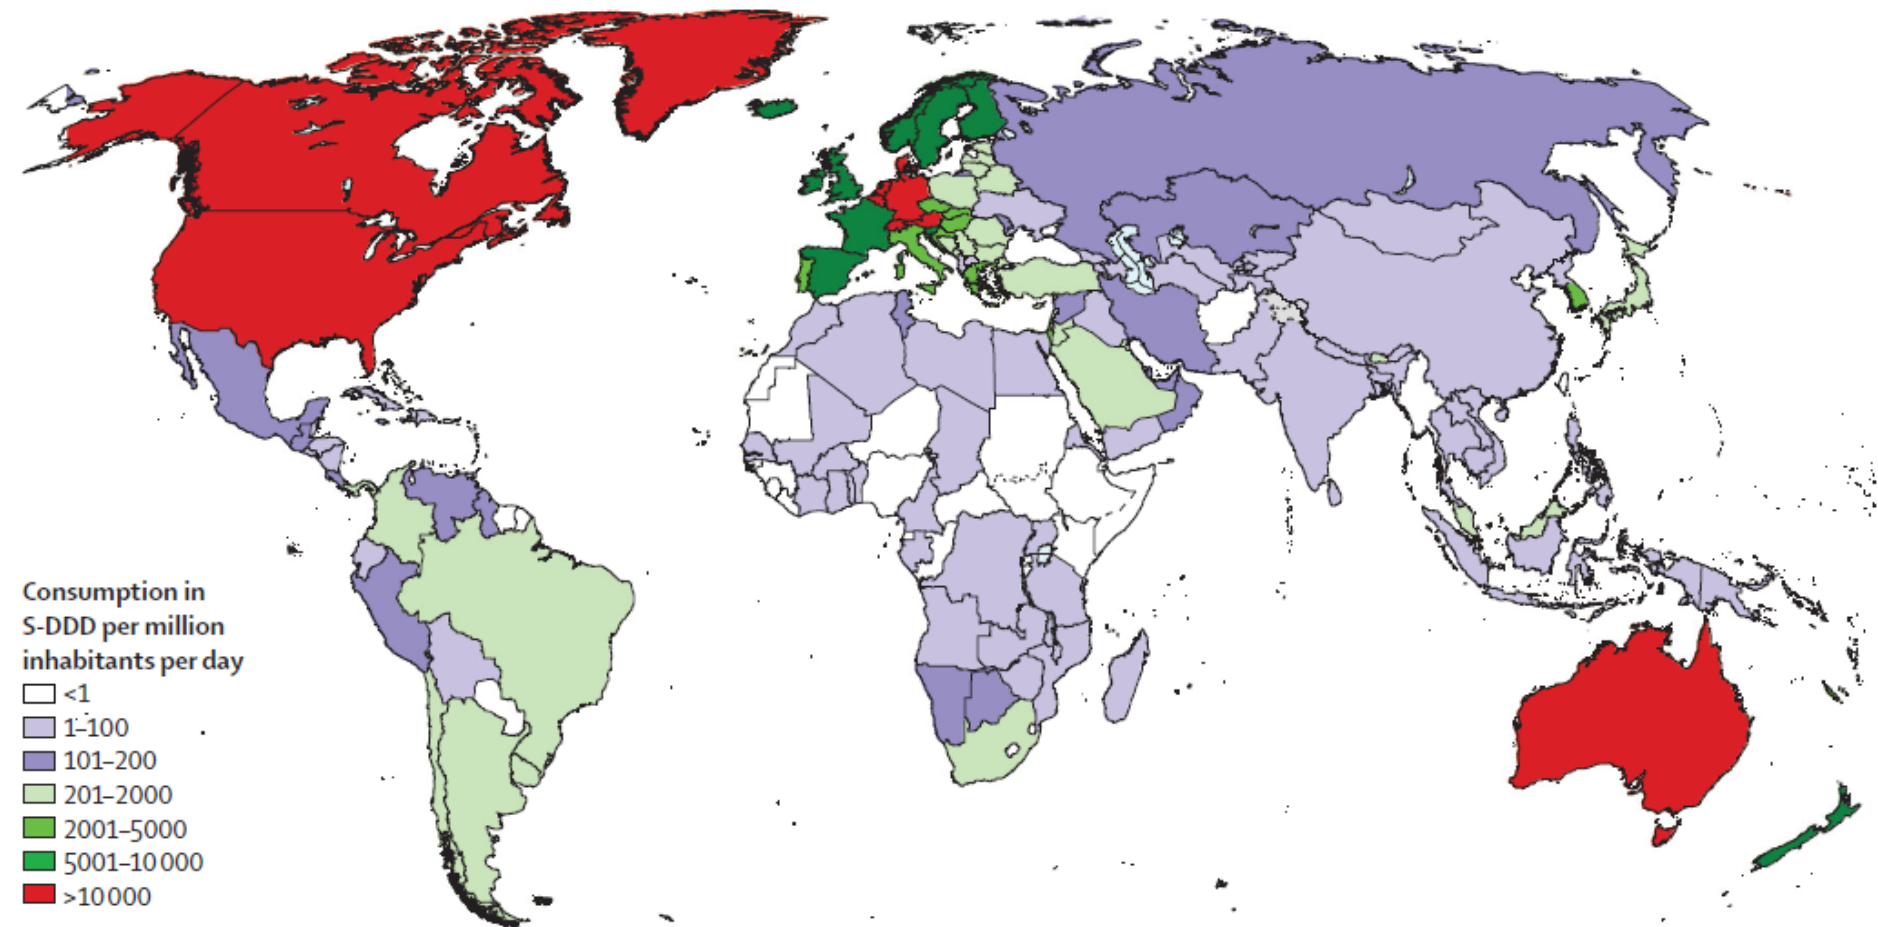 Consumption in
S-DDD per million
inhabitants per day
<1
1–100
101–200
201–2000
2001–5000
5001–10 000
>10 000